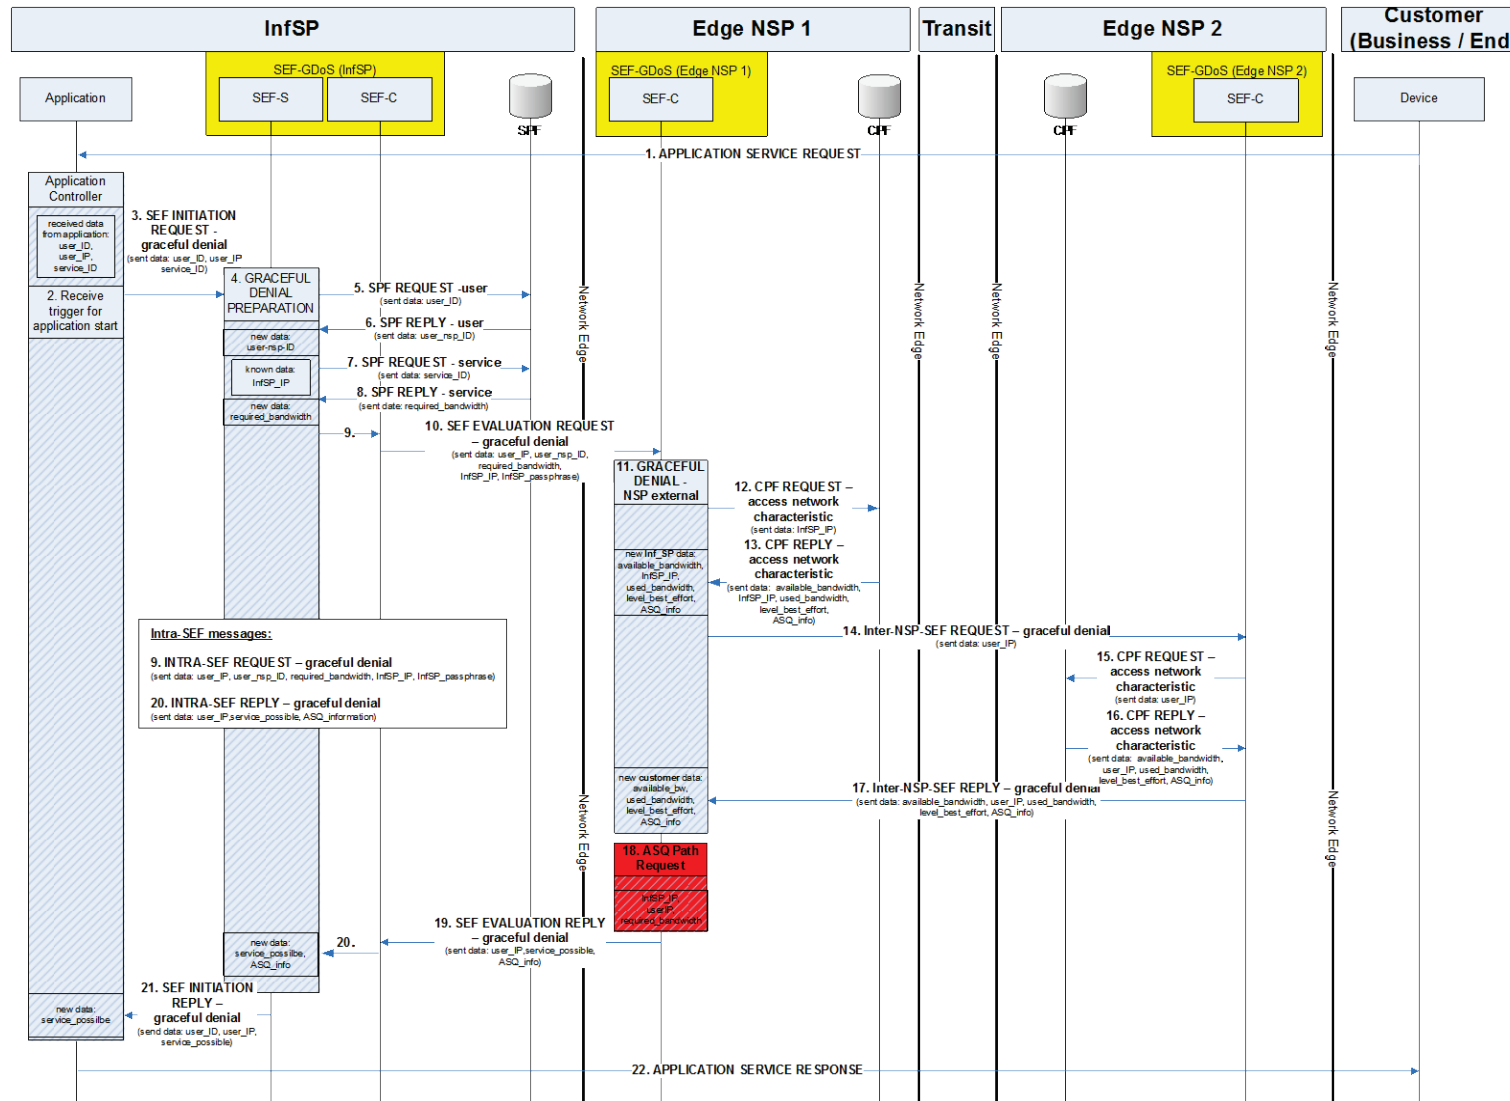 InfSP
Edge NSP 1
Transit
Edge NSP 2
Customer
(Business / End
SEF-GDoS (InfSP)
SEF-GDoS (Edge NSP 1)
SEF-GDoS (Edge NSP 2)
Application
SEF-S
SEF-C
SPF
SEF-C
CPF
CPF
SEF-C
Device
1. APPLICATION SERVICE REQUEST
Application
Controller
received data
from application:
user_ID,
user_IP,
service_ID
2. Receive
trigger for
application start
3. SEF INITIATION
REQUEST -
graceful denial
(sent data: user_ID, user_IP
service_ID)
4. GRACEFUL
DENIAL
PREPARATION
5. SPF REQUEST -user
(sent data: user_ID)
6. SPF REPLY - user
(sent data: user_nsp_ID)
new data:
user-nsp-ID
7. SPF REQUEST - service
(sent data: service_ID)
known data:
InfSP_IP
8. SPF REPLY - service
(sent date: required_bandwidth)
new data:
required_bandwidth
9.
10. SEF EVALUATION REQUEST
– graceful denial
(sent data: user_IP, user_nsp_ID,
required_bandwidth,
InfSP_IP, InfSP_passphrase)
Network Edge
Network Edge
Network Edge
Network Edge
11. GRACEFUL
DENIAL -
NSP external
12. CPF REQUEST –
access network
characteristic
(sent data: InfSP_IP)
13. CPF REPLY –
access network
characteristic
(sent data: available_bandwidth,
InfSP_IP, used_bandwidth,
level_best_effort,
ASQ_info)
new Inf_SP data:
available_bandwidth,
InfSP_IP,
used_bandwidth,
level_best_effort,
ASQ_info
14. Inter-NSP-SEF REQUEST – graceful denial
(sent data: user_IP)
15. CPF REQUEST –
access network
characteristic
(sent data: user_IP)
16. CPF REPLY –
access network
characteristic
(sent data: available_bandwidth,
user_IP, used_bandwidth,
level_best_effort, ASQ_info)
Intra-SEF messages:
9. INTRA-SEF REQUEST – graceful denial
(sent data: user_IP, user_nsp_ID, required_bandwidth, InfSP_IP, InfSP_passphrase)
20. INTRA-SEF REPLY – graceful denial
(sent data: user_IP,service_possible, ASQ_information)
17. Inter-NSP-SEF REPLY – graceful denial
(sent data: available_bandwidth, user_IP, used_bandwidth,
level_best_effort, ASQ_info)
new customer data:
available_bw,
used_bandwidth,
level_best_effort,
ASQ_info
Network Edge
Network Edge
18. ASQ Path
Request
InfSP_IP,
userIP,
required_bandwidth
19. SEF EVALUATION REPLY
– graceful denial
(sent data: user_IP,service_possible,
ASQ_info)
20.
new data:
service_possilbe,
ASQ_info
21. SEF INITIATION
REPLY –
graceful denial
(send data: user_ID, user_IP,
service_possible)
new data:
service_possilbe
22. APPLICATION SERVICE RESPONSE